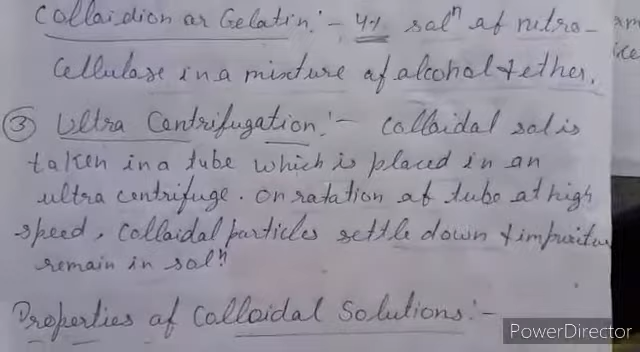 Collaidion or Gelatin:- 4% solⁿ of nitro-
Cellulose in a mixture of alcohol & ether.
③ Ultra Centrifugation:- Colloidal sol is
taken in a tube which is placed in an
ultra centrifuge. On rotation of tube at high
speed, colloidal particles settle down & impurities
remain in solⁿ
Properties of Colloidal Solutions:-
PowerDirector